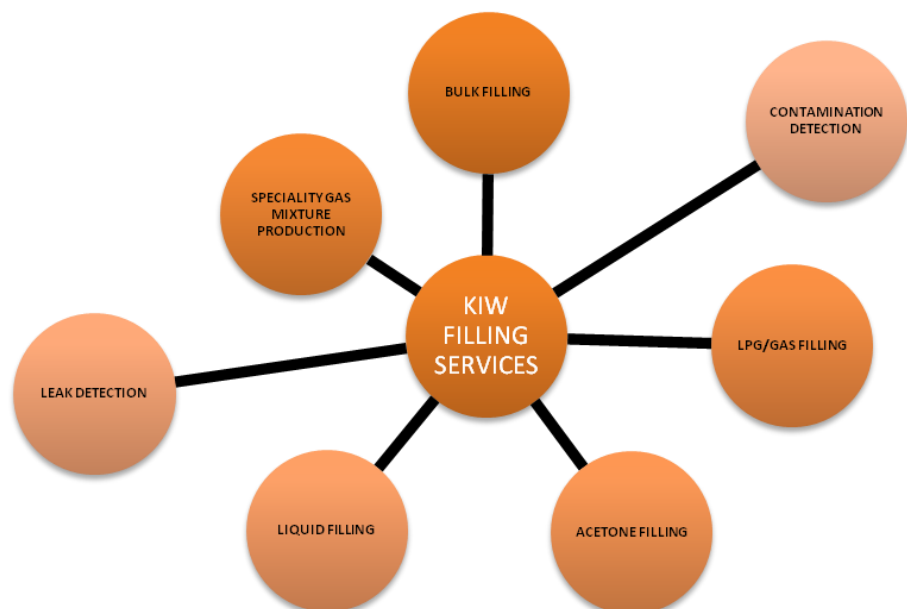 BULK FILLING
CONTAMINATION
DETECTION
SPECIALITY GAS
MIXTURE
PRODUCTION
KIW
FILLING
SERVICES
LPG/GAS FILLING
LEAK DETECTION
LIQUID FILLING
ACETONE FILLING